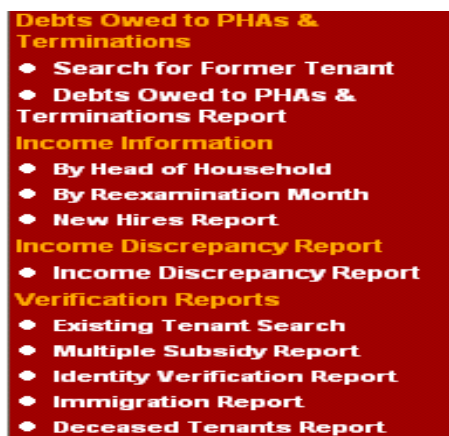 Debts Owed to PHAs &
Terminations
● Search for Former Tenant
● Debts Owed to PHAs &
Terminations Report
Income Information
● By Head of Household
● By Reexamination Month
● New Hires Report
Income Discrepancy Report
● Income Discrepancy Report
Verification Reports
● Existing Tenant Search
● Multiple Subsidy Report
● Identity Verification Report
● Immigration Report
● Deceased Tenants Report